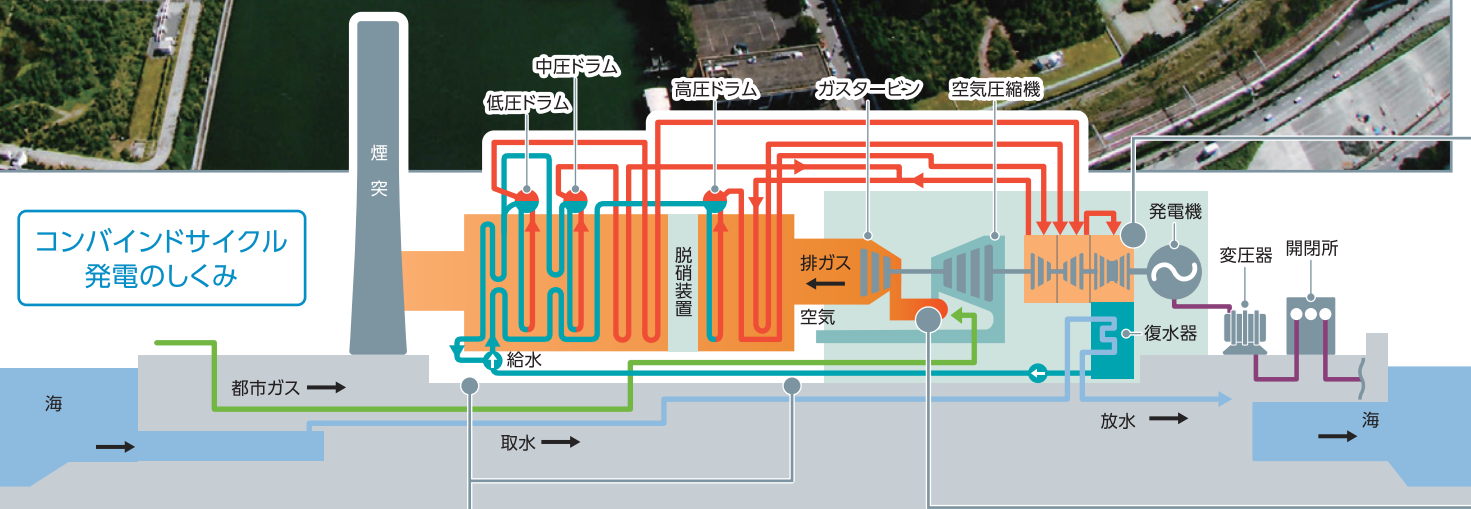 中圧ドラム
低圧ドラム
高圧ドラム
ガスタービン
空気圧縮機
煙突
コンバインドサイクル
発電のしくみ
脱硝装置
排ガス
空気
発電機
変圧器
開閉所
復水器
給水
都市ガス
海
取水
放水
海